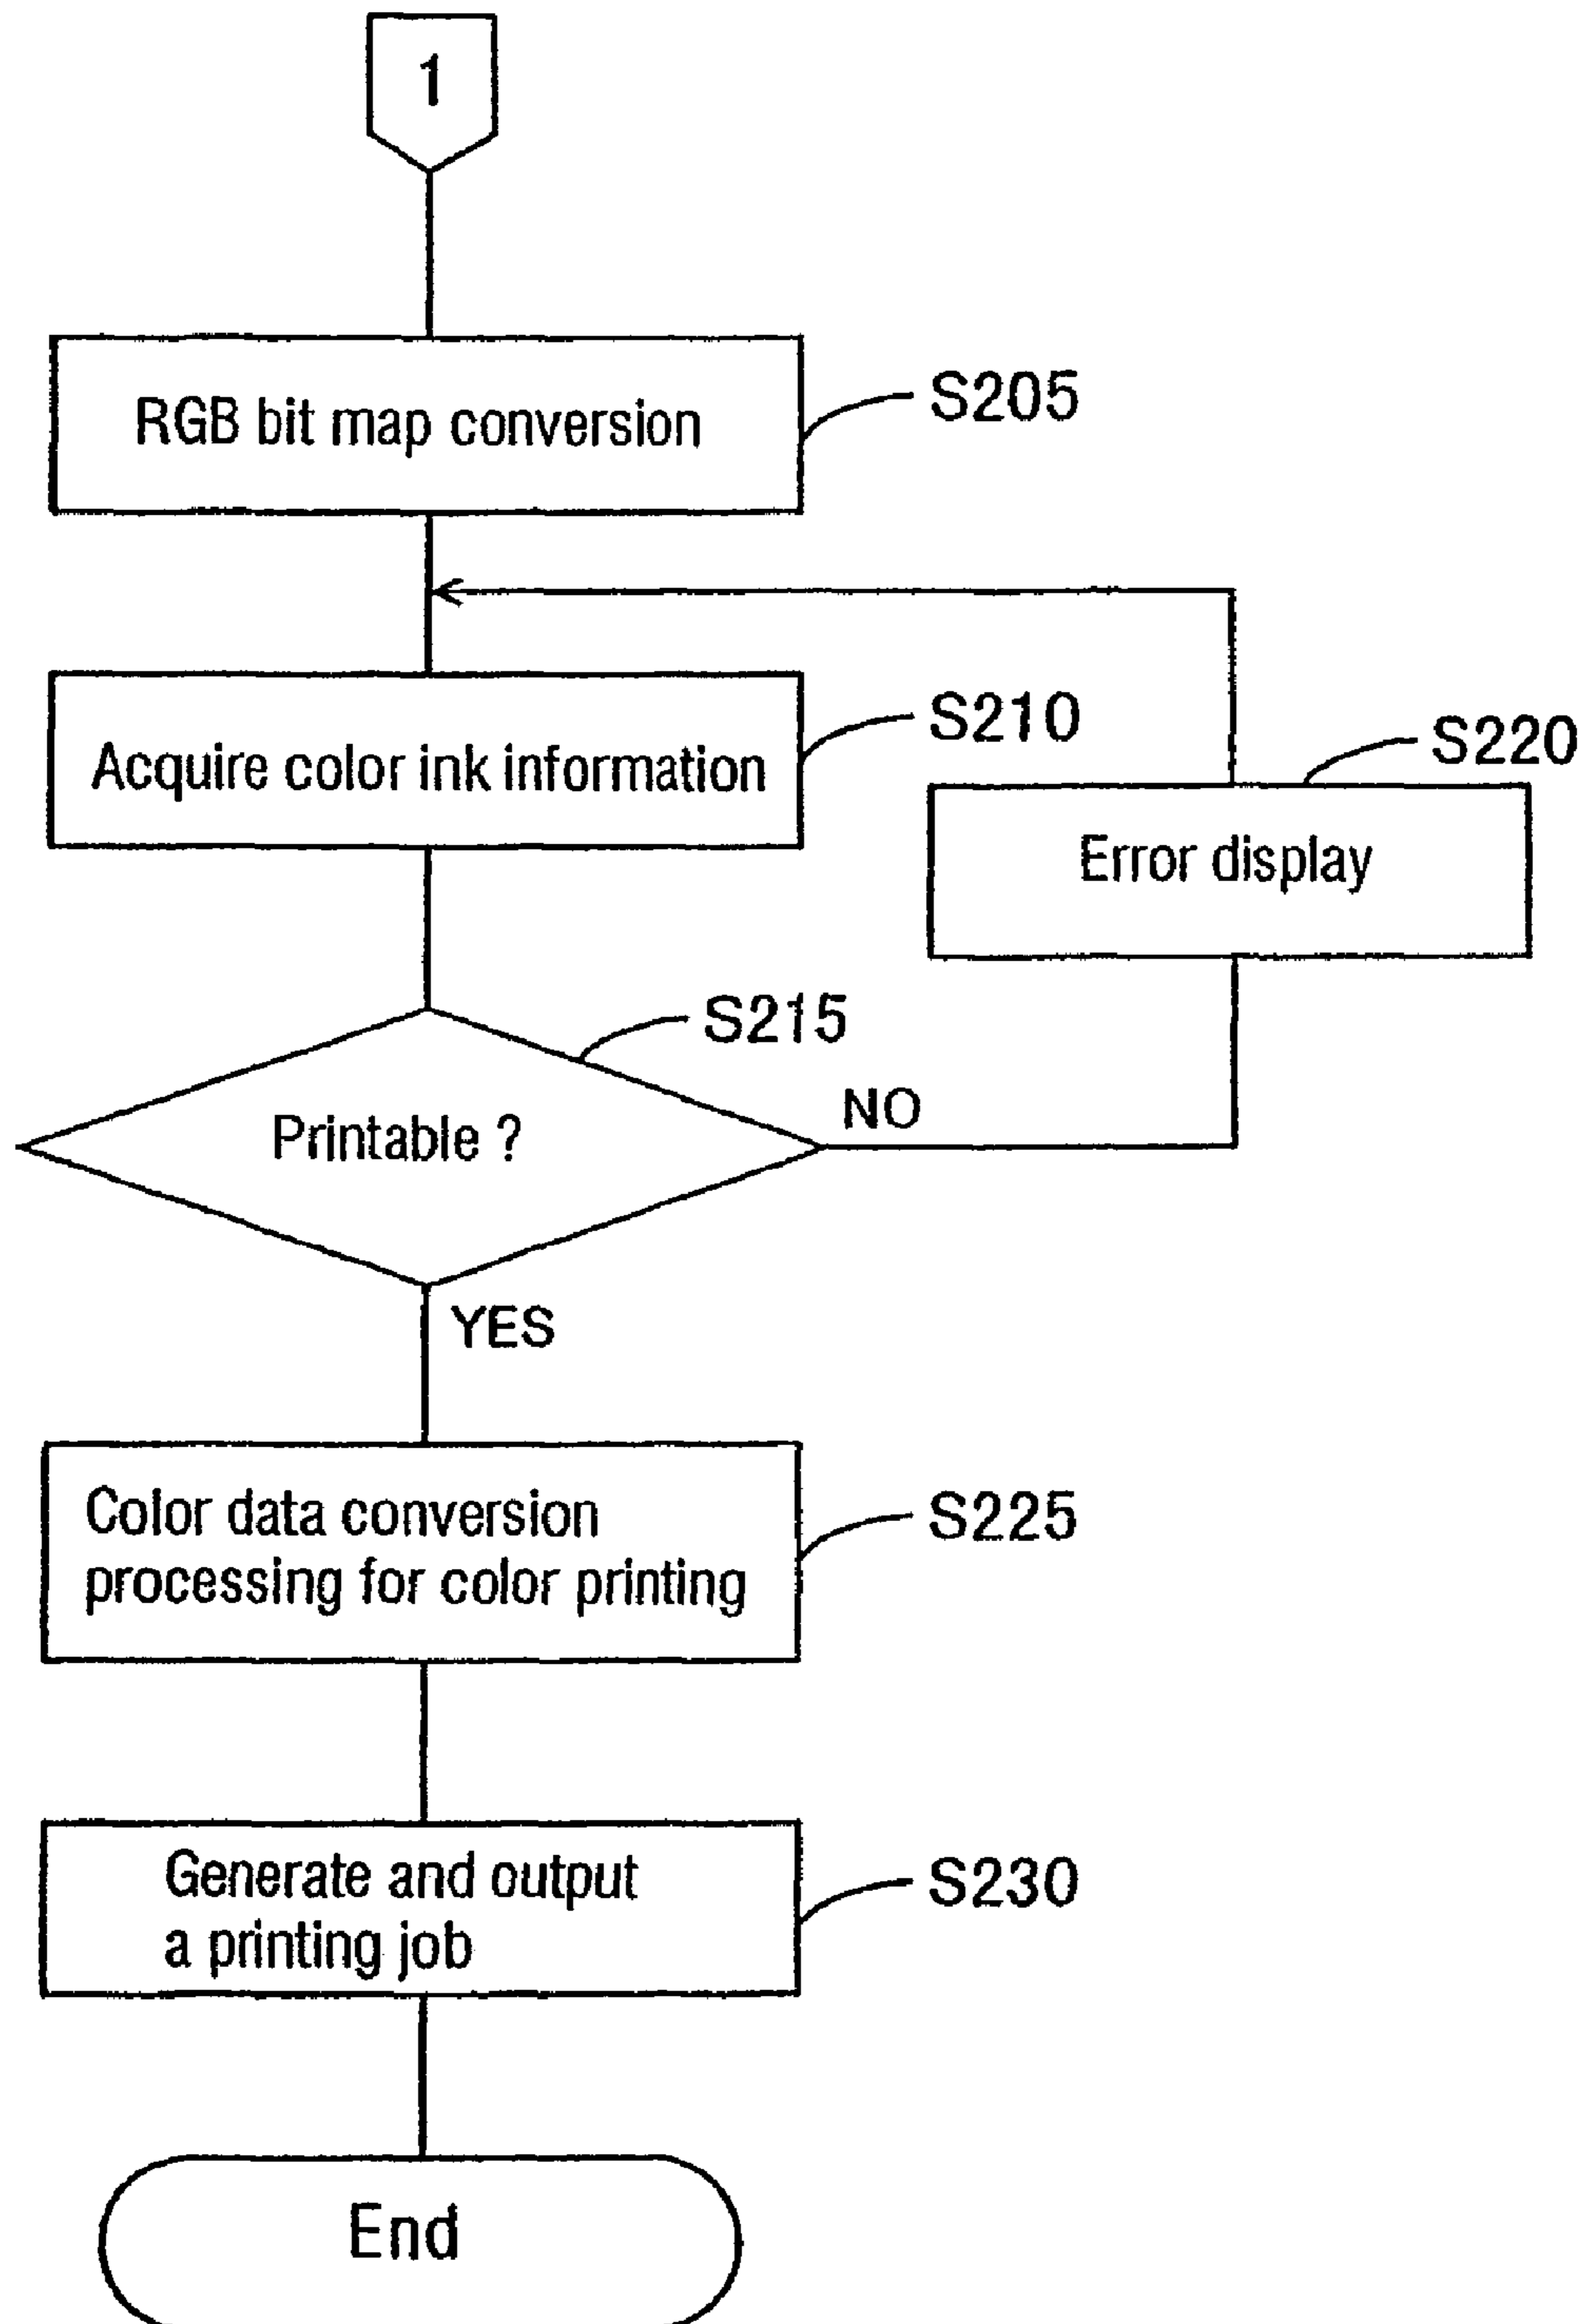 1
RGB bit map conversion
S205
Acquire color ink information
S210
S220
Error display
S215
Printable ?
NO
YES
Color data conversion
processing for color printing
S225
Generate and output
a printing job
S230
End